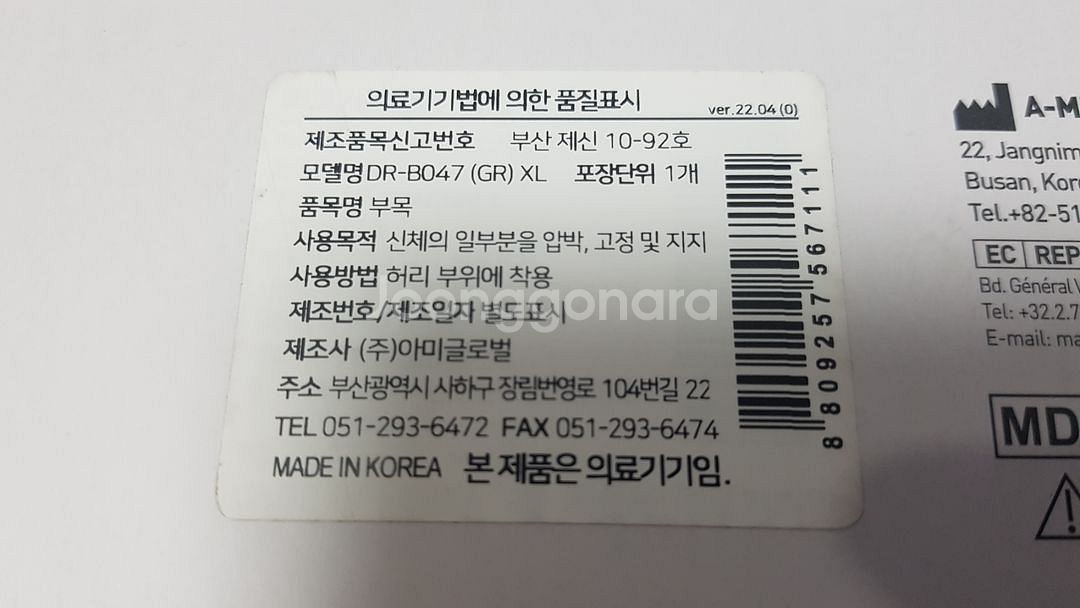 의료기기법에 의한 품질표시
ver.22.04(0)
제조품목신고번호 부산 제신 10-92호
모델명 DR-B047 (GR) XL 포장단위 1개
품목명 부목
사용목적 신체의 일부분을 압박, 고정 및 지지
사용방법 허리 부위에 착용
제조번호/제조일자 별도표시
제조사 (주)아미글로벌
주소 부산광역시 사하구 장림번영로 104번길 22
TEL 051-293-6472 FAX 051-293-6474
MADE IN KOREA 본 제품은 의료기기임.
8809257567111
joonggonara
A-M
22, Jangnim
Busan, Kor
Tel.+82-51
EC REP
Bd. Général
Tel: +32.2.7
E-mail: ma
MD